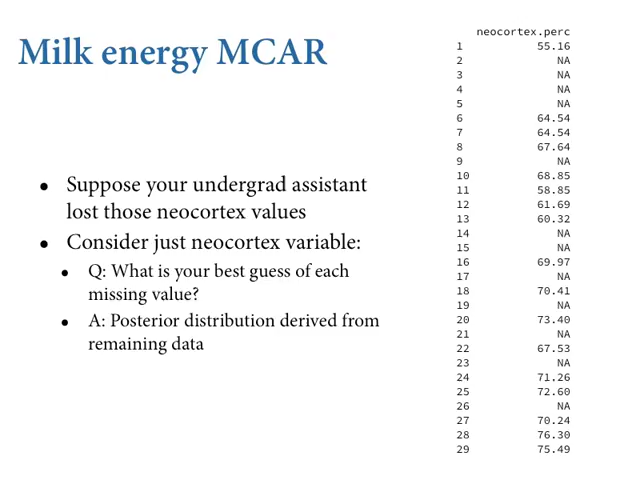 Milk energy MCAR
• Suppose your undergrad assistant
lost those neocortex values
• Consider just neocortex variable:
• Q: What is your best guess of each
missing value?
• A: Posterior distribution derived from
remaining data
neocortex.perc
1 55.16
2 NA
3 NA
4 NA
5 NA
6 64.54
7 64.54
8 67.64
9 NA
10 68.85
11 58.85
12 61.69
13 60.32
14 NA
15 NA
16 69.97
17 NA
18 70.41
19 NA
20 73.40
21 NA
22 67.53
23 NA
24 71.26
25 72.60
26 NA
27 70.24
28 76.30
29 75.49